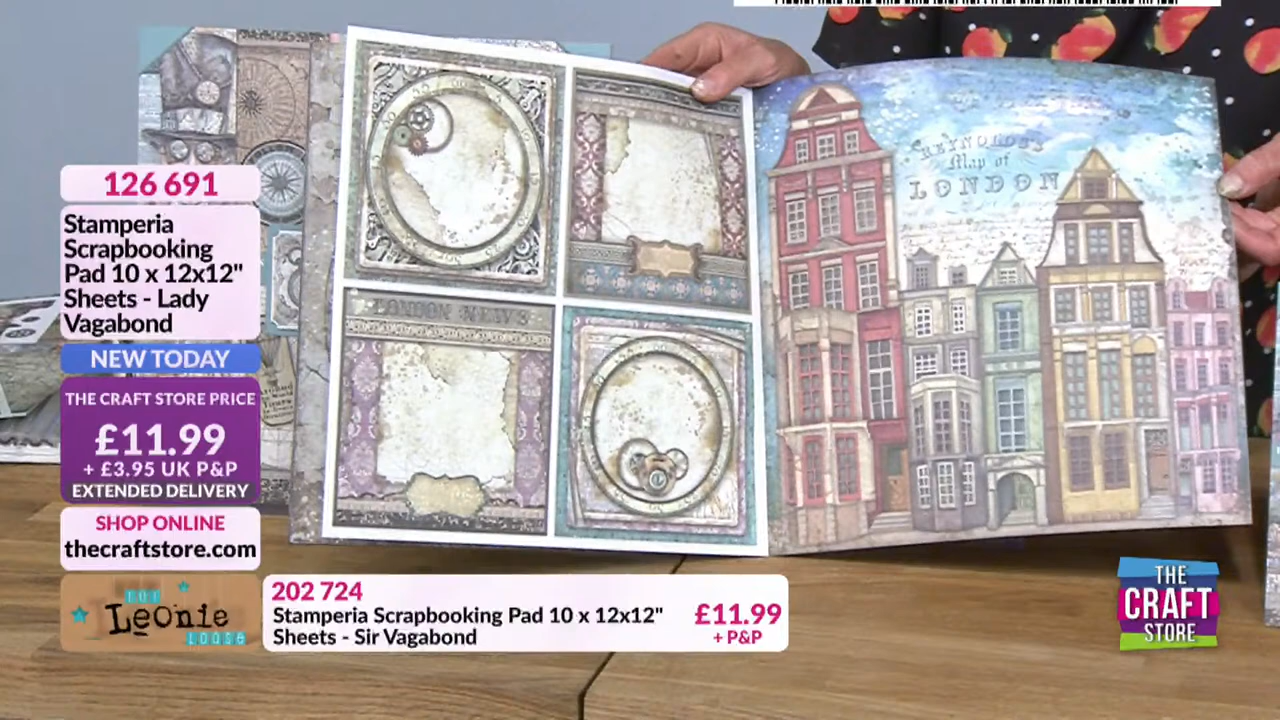 126 691
Stamperia
Scrapbooking
Pad 10 x 12x12"
Sheets - Lady
Vagabond
NEW TODAY
THE CRAFT STORE PRICE
£11.99
+ £3.95 UK P&P
EXTENDED DELIVERY
SHOP ONLINE
thecraftstore.com
Leonie
202 724
Stamperia Scrapbooking Pad 10 x 12x12"
Sheets - Sir Vagabond
£11.99
+ P&P
LONDON NEWS
REYNOLDS'S
Map of
LONDON
THE
CRAFT
STORE